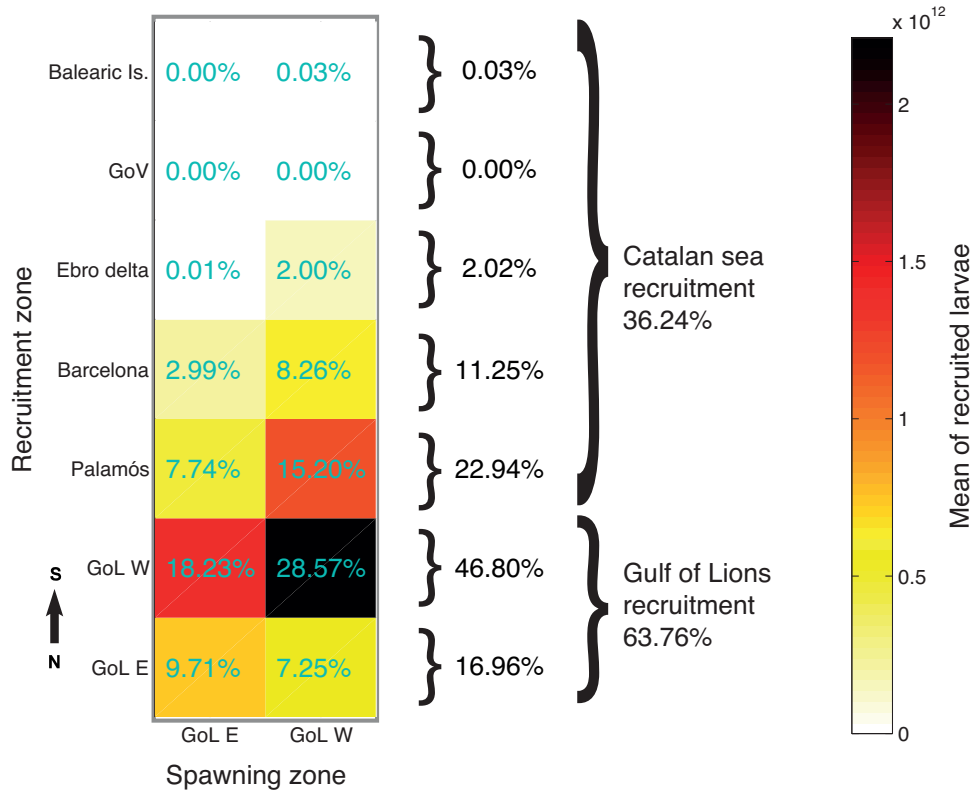 x 10^12
Balearic Is. 0.00% 0.03% 0.03%
2
GoV 0.00% 0.00% 0.00%
Ebro delta 0.01% 2.00% 2.02%
Catalan sea
recruitment
36.24%
1.5
Barcelona 2.99% 8.26% 11.25%
1
Palamós 7.74% 15.20% 22.94%
GoL W 18.23% 28.57% 46.80%
Gulf of Lions
recruitment
63.76%
0.5
S
N
GoL E 9.71% 7.25% 16.96%
0
GoL E GoL W
Spawning zone
Recruitment zone
Mean of recruited larvae